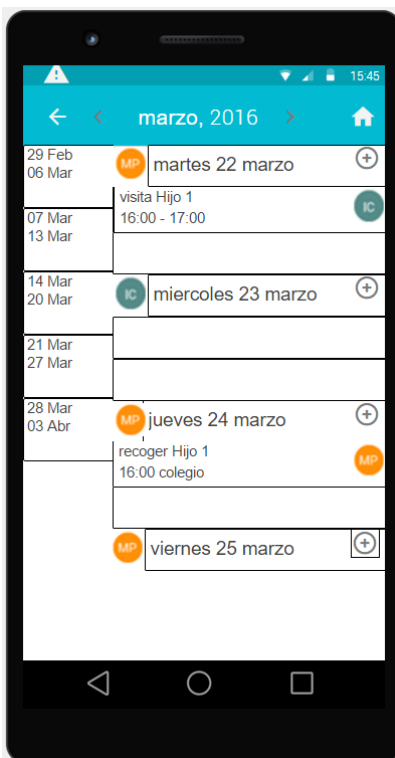 15:45
marzo, 2016
29 Feb
06 Mar
07 Mar
13 Mar
14 Mar
20 Mar
21 Mar
27 Mar
28 Mar
03 Abr
MP martes 22 marzo
visita Hijo 1
16:00 - 17:00
IC
IC miercoles 23 marzo
MP jueves 24 marzo
recoger Hijo 1
16:00 colegio
MP
MP viernes 25 marzo